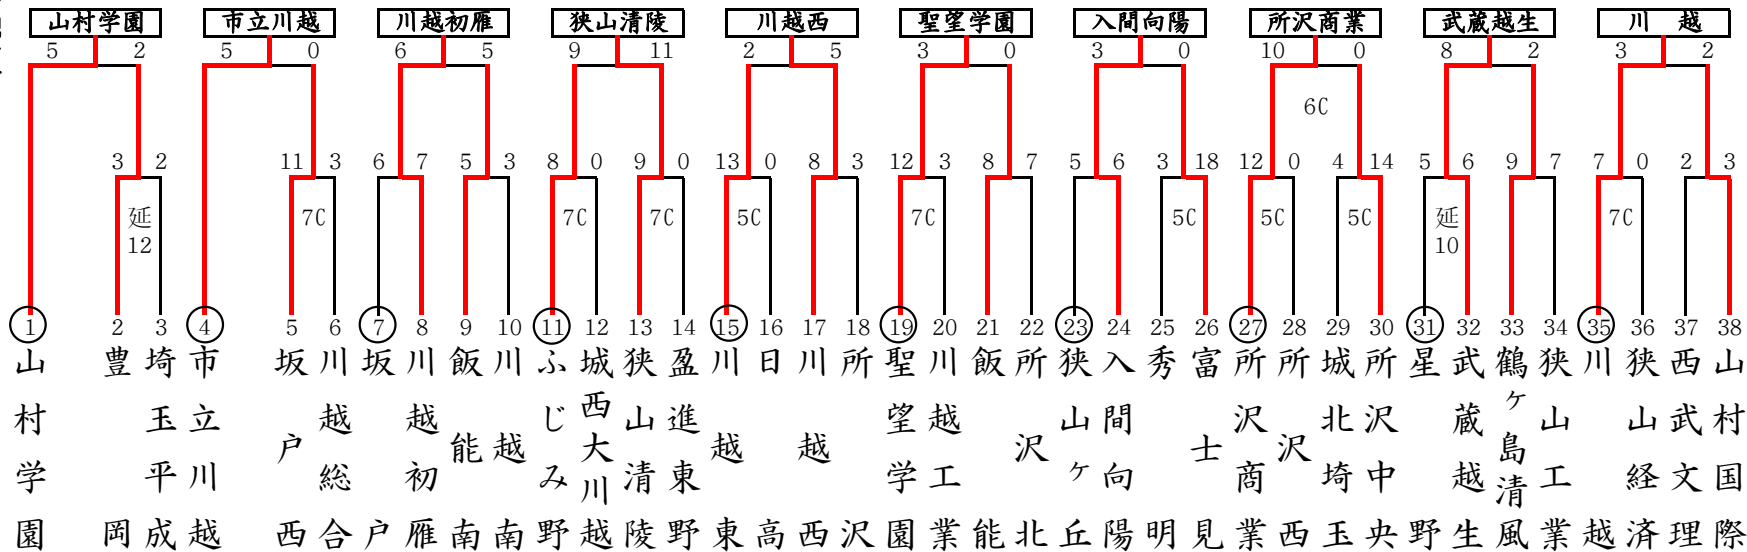 山村学園 市立川越 川越初雁 狭山清陵 川越西 聖望学園 入間向陽 所沢商業 武蔵越生 川　越
5 2 5 0 6 5 9 11 2 5 3 0 3 0 10 0 8 2 3 2
6C
3 2 11 3 6 7 5 3 8 0 9 0 13 0 8 3 12 3 8 7 5 6 3 18 12 0 4 14 5 6 9 7 7 0 2 3
延12 7C 7C 7C 5C 7C 5C 5C 5C 延10 7C
1 2 3 4 5 6 7 8 9 10 11 12 13 14 15 16 17 18 19 20 21 22 23 24 25 26 27 28 29 30 31 32 33 34 35 36 37 38
山村学園
豊岡
埼玉平成
市立川越
坂戸西
川越総合
坂戸
川越初雁
飯能南
川越南
ふじみ野
城西大川越
狭山清陵
盈進東野
川越東
日高
川越西
所沢
聖望学園
川越工業
飯能
所沢北
狭山ケ丘
入間向陽
秀明
富士見
所沢商業
所沢西
城北埼玉
所沢中央
星野
武蔵越生
鶴ケ島清風
狭山工業
川越
狭山経済
西武文理
山村国際